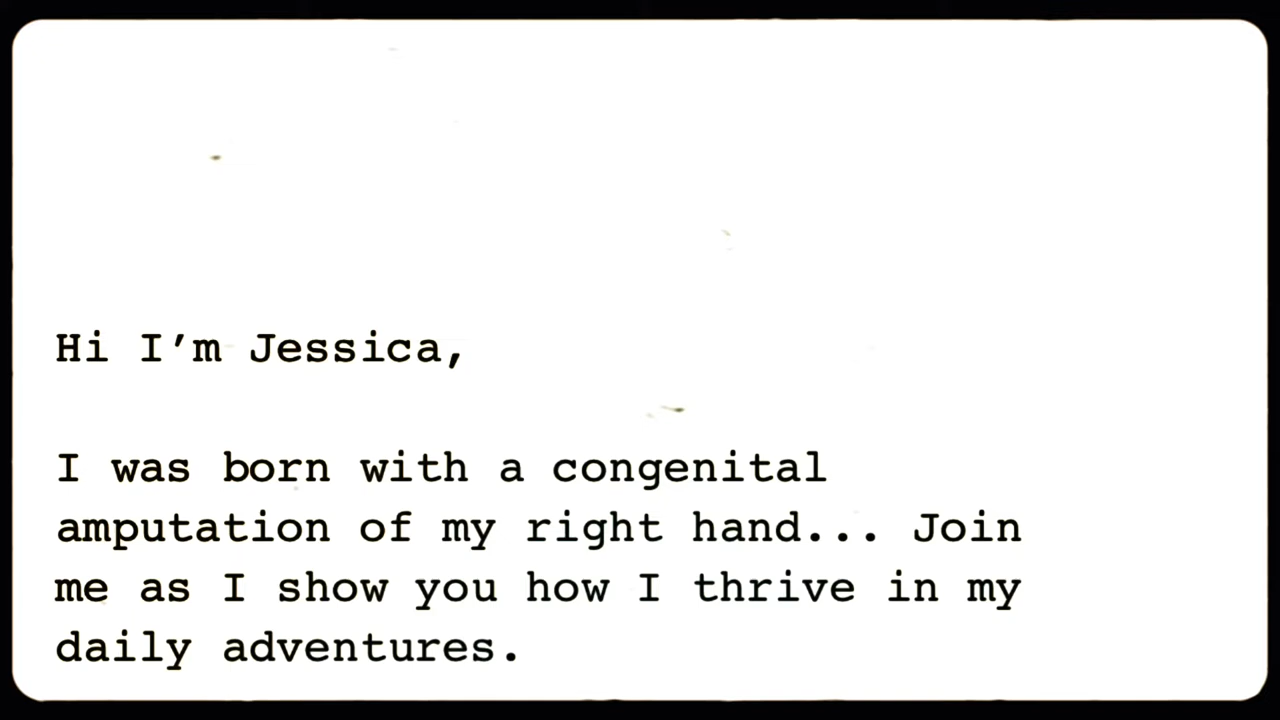 Hi I’m Jessica,
I was born with a congenital
amputation of my right hand... Join
me as I show you how I thrive in my
daily adventures.